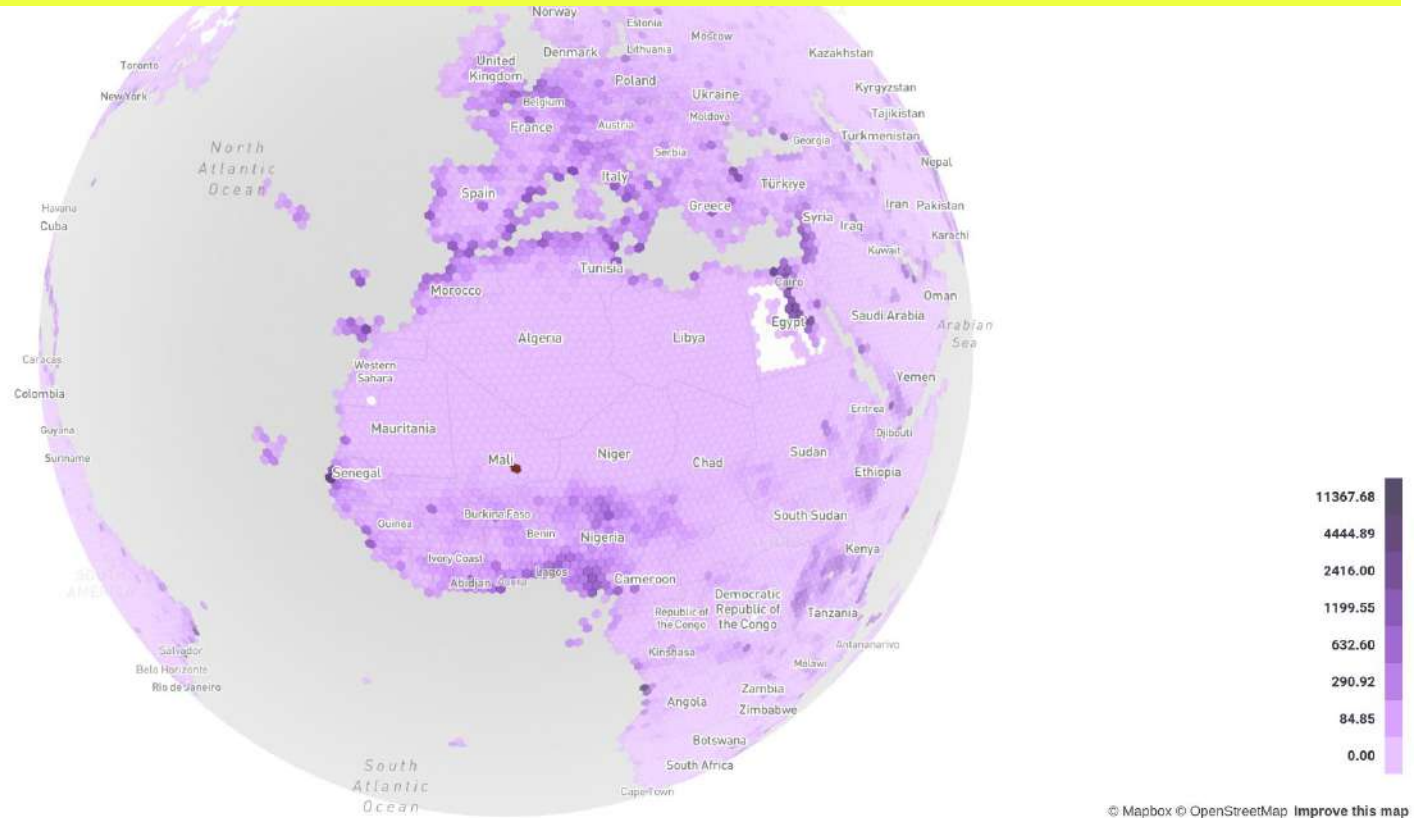 Norway
Estonia
Moscow
Toronto
United
Kingdom
Denmark
Lithuania
Kazakhstan
New York
Poland
Ukraine
Kyrgyzstan
Belgium
Moldova
Tajikistan
North
Atlantic
Ocean
France
Austria
Georgia
Turkmenistan
Serbia
Nepal
Italy
Türkiye
Spain
Greece
Iran
Pakistan
Havana
Cuba
Syria
Iraq
Karachi
Kuwait
Tunisia
Morocco
Cairo
Oman
Egypt
Saudi Arabia
Arabian
Sea
Algeria
Libya
Caracas
Western
Sahara
Yemen
Colombia
Eritrea
Guyana
Mauritania
Djibouti
Suriname
Mali
Niger
Chad
Sudan
Senegal
Ethiopia
Guinea
Burkina Faso
South Sudan
Benin
Nigeria
Kenya
Ivory Coast
Lagos
Abidjan
Accra
Cameroon
SOUTH
AMERICA
Democratic
Republic of
the Congo
Republic of
the Congo
Tanzania
Salvador
Kinshasa
Antananarivo
Malawi
Belo Horizonte
Rio de Janeiro
Angola
Zambia
Zimbabwe
Botswana
South
Atlantic
Ocean
South Africa
Cape Town
11367.68
4444.89
2416.00
1199.55
632.60
290.92
84.85
0.00
© Mapbox © OpenStreetMap Improve this map